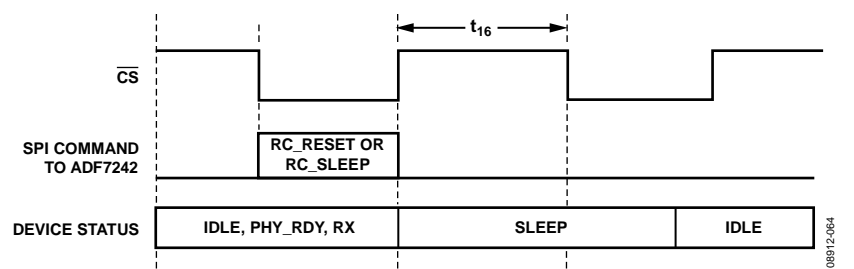 t16
CS
SPI COMMAND
TO ADF7242
RC_RESET OR
RC_SLEEP
DEVICE STATUS
IDLE, PHY_RDY, RX
SLEEP
IDLE
08912-064